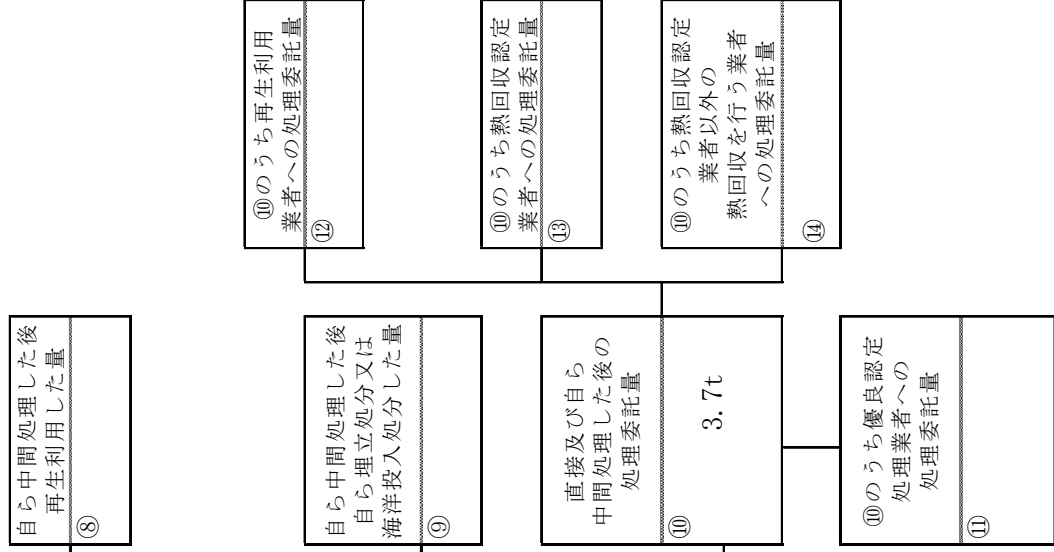 自ら中間処理した後
再生利用した量
⑧
自ら中間処理した後
自ら埋立処分又は
海洋投入処分した量
⑨
直接及び自ら
中間処理した後の
処理委託量
⑩
3.7t
⑩のうち優良認定
処理業者への
処理委託量
⑪
⑩のうち再生利用
業者への処理委託量
⑫
⑩のうち熱回収認定
業者への処理委託量
⑬
⑩のうち熱回収認定
業者以外の
熱回収を行う業者
への処理委託量
⑭